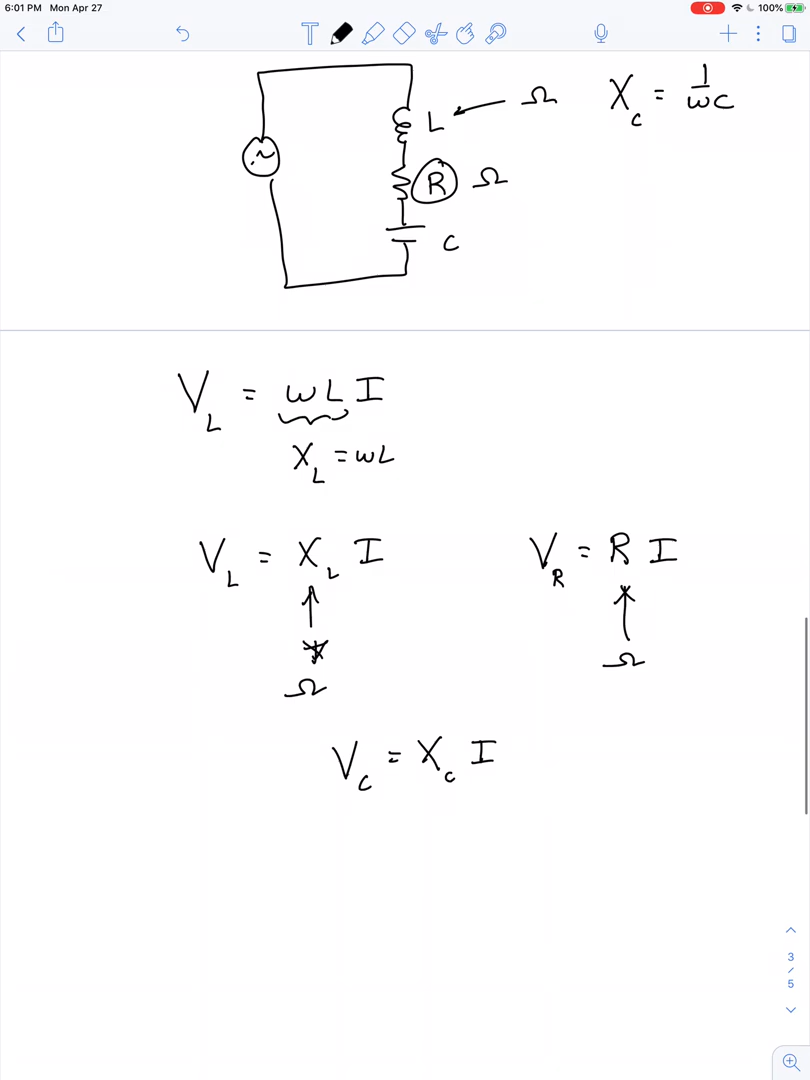 6:01 PM Mon Apr 27
100%
T
L Ω X_C = 1/ωC
~
R Ω
C
V_L = ωL I
X_L = ωL
V_L = X_L I V_R = R I
Ω
Ω
V_C = X_C I
3
/
5